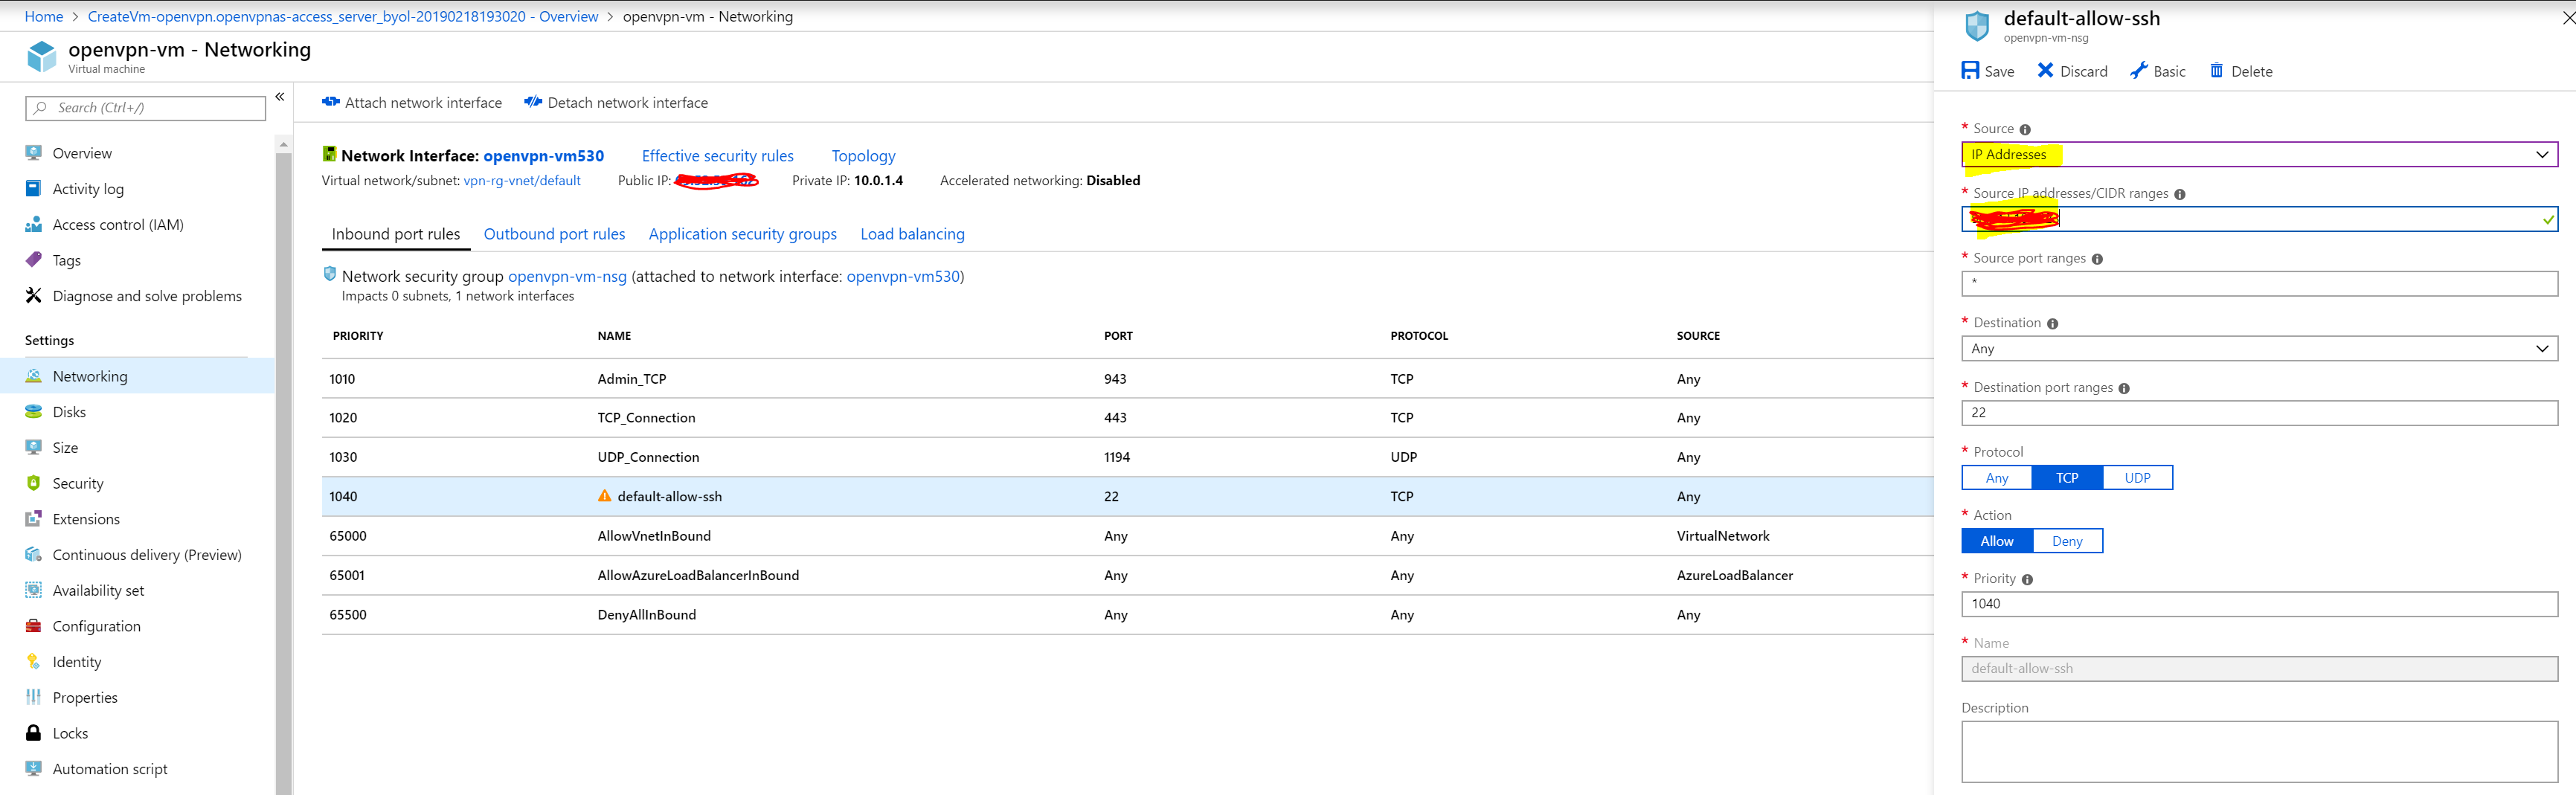 Home > CreateVm-openvpn.openvpnas-access_server_byol-20190218193020 - Overview > openvpn-vm - Networking
openvpn-vm - Networking
Virtual machine
Search (Ctrl+/)
«
Overview
Activity log
Access control (IAM)
Tags
Diagnose and solve problems
Settings
Networking
Disks
Size
Security
Extensions
Continuous delivery (Preview)
Availability set
Configuration
Identity
Properties
Locks
Automation script
Attach network interface Detach network interface
Network Interface: openvpn-vm530 Effective security rules Topology
Virtual network/subnet: vpn-rg-vnet/default Public IP: Private IP: 10.0.1.4 Accelerated networking: Disabled
Inbound port rules Outbound port rules Application security groups Load balancing
Network security group openvpn-vm-nsg (attached to network interface: openvpn-vm530)
Impacts 0 subnets, 1 network interfaces
PRIORITY NAME PORT PROTOCOL SOURCE
1010 Admin_TCP 943 TCP Any
1020 TCP_Connection 443 TCP Any
1030 UDP_Connection 1194 UDP Any
1040 default-allow-ssh 22 TCP Any
65000 AllowVnetInBound Any Any VirtualNetwork
65001 AllowAzureLoadBalancerInBound Any Any AzureLoadBalancer
65500 DenyAllInBound Any Any Any
default-allow-ssh
openvpn-vm-nsg
Save Discard Basic Delete
* Source
IP Addresses
* Source IP addresses/CIDR ranges
* Source port ranges
*
* Destination
Any
* Destination port ranges
22
* Protocol
Any TCP UDP
* Action
Allow Deny
* Priority
1040
* Name
default-allow-ssh
Description